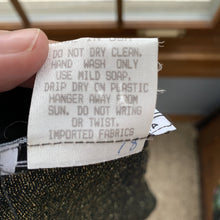 DO NOT DRY CLEAN.
HAND WASH ONLY
USE MILD SOAP.
DRIP DRY ON PLASTIC
HANGER AWAY FROM
SUN. DO NOT WRING
OR TWIST.
IMPORTED FABRICS
78